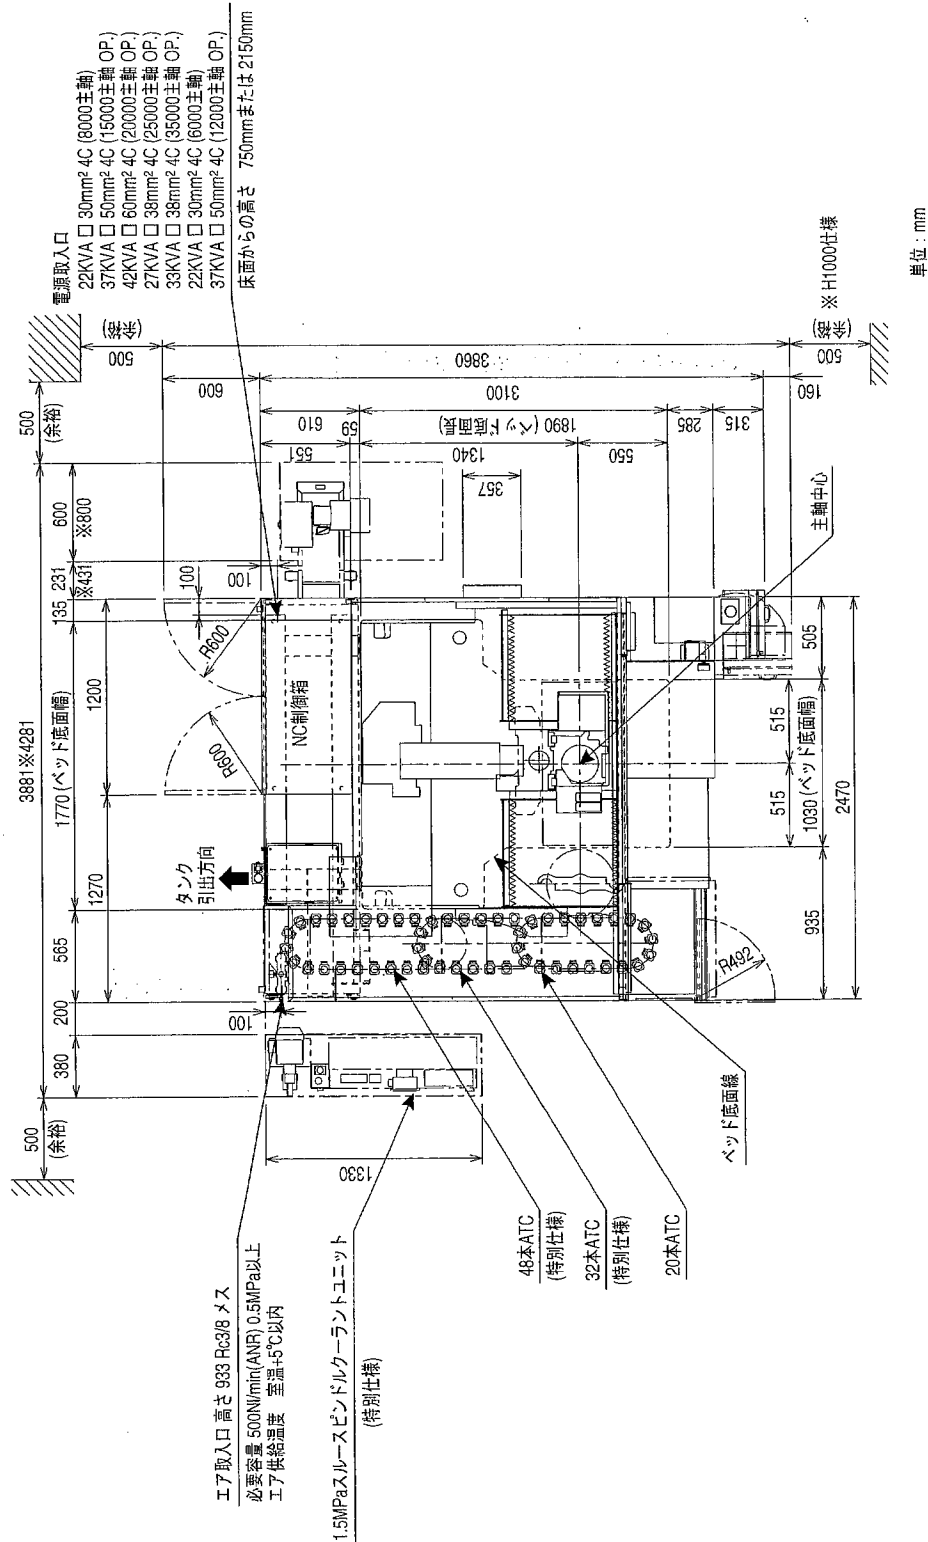 電源取入口
22KVA □ 30mm² 4C (8000主軸)
37KVA □ 50mm² 4C (15000主軸 OP.)
42KVA □ 60mm² 4C (20000主軸 OP.)
27KVA □ 38mm² 4C (25000主軸 OP.)
33KVA □ 38mm² 4C (35000主軸 OP.)
22KVA □ 30mm² 4C (6000主軸)
37KVA □ 50mm² 4C (12000主軸 OP.)
床面からの高さ 750mmまたは2150mm
3881※4281
500
(余裕)
380
200
565
1770 (ベッド底面幅)
135
231
※431
600
※800
500
(余裕)
1270
1200
100
100
100
タンク
引出方向
R600
R600
NC制御箱
500
(余裕)
600
3860
3100
610
551
59
1890 (ベッド底面長)
1340
357
550
285
315
160
500
(余裕)
※ H1000仕様
主軸中心
1330
R492
935
515
515
505
1030 (ベッド底面幅)
2470
エア取入口 高さ 933 Rc3/8 メス
必要容量 500Nl/min(ANR) 0.5MPa以上
エア供給温度 室温+5℃以内
1.5MPaスルースピンドルクーラントユニット
(特別仕様)
48本ATC
(特別仕様)
32本ATC
(特別仕様)
20本ATC
ベッド底面線
単位 : mm